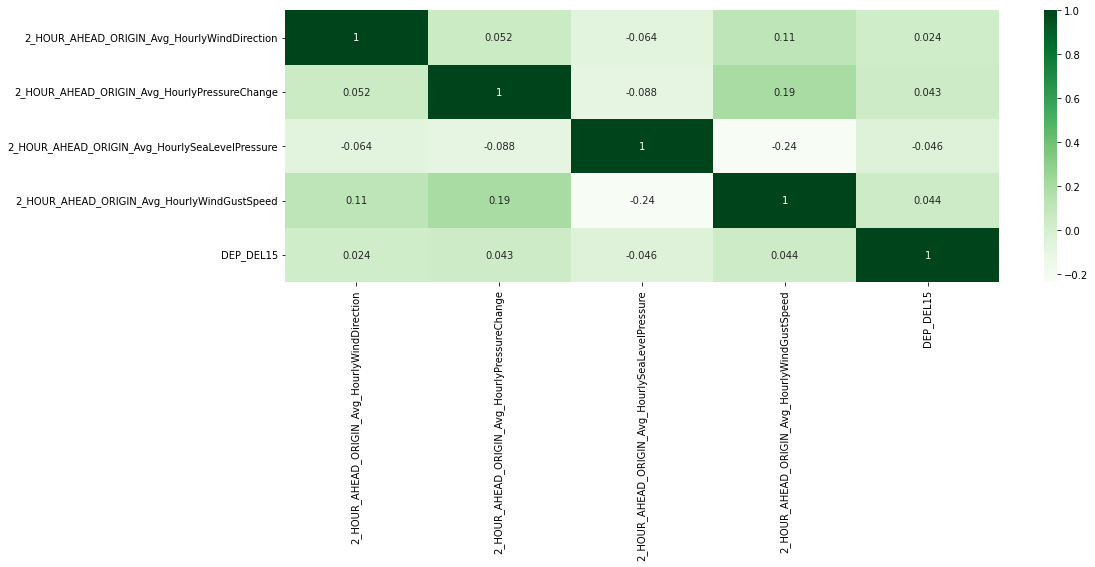 2_HOUR_AHEAD_ORIGIN_Avg_HourlyWindDirection 1 0.052 -0.064 0.11 0.024
2_HOUR_AHEAD_ORIGIN_Avg_HourlyPressureChange 0.052 1 -0.088 0.19 0.043
2_HOUR_AHEAD_ORIGIN_Avg_HourlySeaLevelPressure -0.064 -0.088 1 -0.24 -0.046
2_HOUR_AHEAD_ORIGIN_Avg_HourlyWindGustSpeed 0.11 0.19 -0.24 1 0.044
DEP_DEL15 0.024 0.043 -0.046 0.044 1
2_HOUR_AHEAD_ORIGIN_Avg_HourlyWindDirection
2_HOUR_AHEAD_ORIGIN_Avg_HourlyPressureChange
2_HOUR_AHEAD_ORIGIN_Avg_HourlySeaLevelPressure
2_HOUR_AHEAD_ORIGIN_Avg_HourlyWindGustSpeed
DEP_DEL15
1.0
0.8
0.6
0.4
0.2
0.0
−0.2